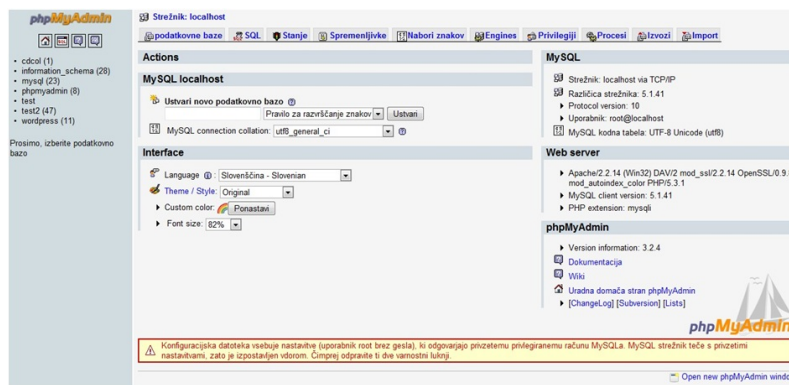 phpMyAdmin
cdcol (1)
information_schema (28)
mysql (23)
phpmyadmin (8)
test
test2 (47)
wordpress (11)
Prosimo, izberite podatkovno
bazo
Strežnik: localhost
podatkovne baze SQL Stanje Spremenljivke Nabori znakov Engines Privilegiji Procesi Izvozi Import
Actions
MySQL localhost
Ustvari novo podatkovno bazo
Pravilo za razvrščanje znakov Ustvari
MySQL connection collation: utf8_general_ci
Interface
Language : Slovenščina - Slovenian
Theme / Style: Original
Custom color: Ponastavi
Font size: 82%
MySQL
Strežnik: localhost via TCP/IP
Različica strežnika: 5.1.41
Protocol version: 10
Uporabnik: root@localhost
MySQL kodna tabela: UTF-8 Unicode (utf8)
Web server
Apache/2.2.14 (Win32) DAV/2 mod_ssl/2.2.14 OpenSSL/0.9.
mod_autoindex_color PHP/5.3.1
MySQL client version: 5.1.41
PHP extension: mysqli
phpMyAdmin
Version information: 3.2.4
Dokumentacija
Wiki
Uradna domača stran phpMyAdmin
[ChangeLog] [Subversion] [Lists]
phpMyAdmin
Konfiguracijska datoteka vsebuje nastavitve (uporabnik root brez gesla), ki odgovarjajo privzetemu privilegiranemu računu MySQLa. MySQL strežnik teče s privzetimi
nastavitvami, zato je izpostavljen vdorom. Čimprej odpravite ti dve varnostni luknji.
Open new phpMyAdmin windo